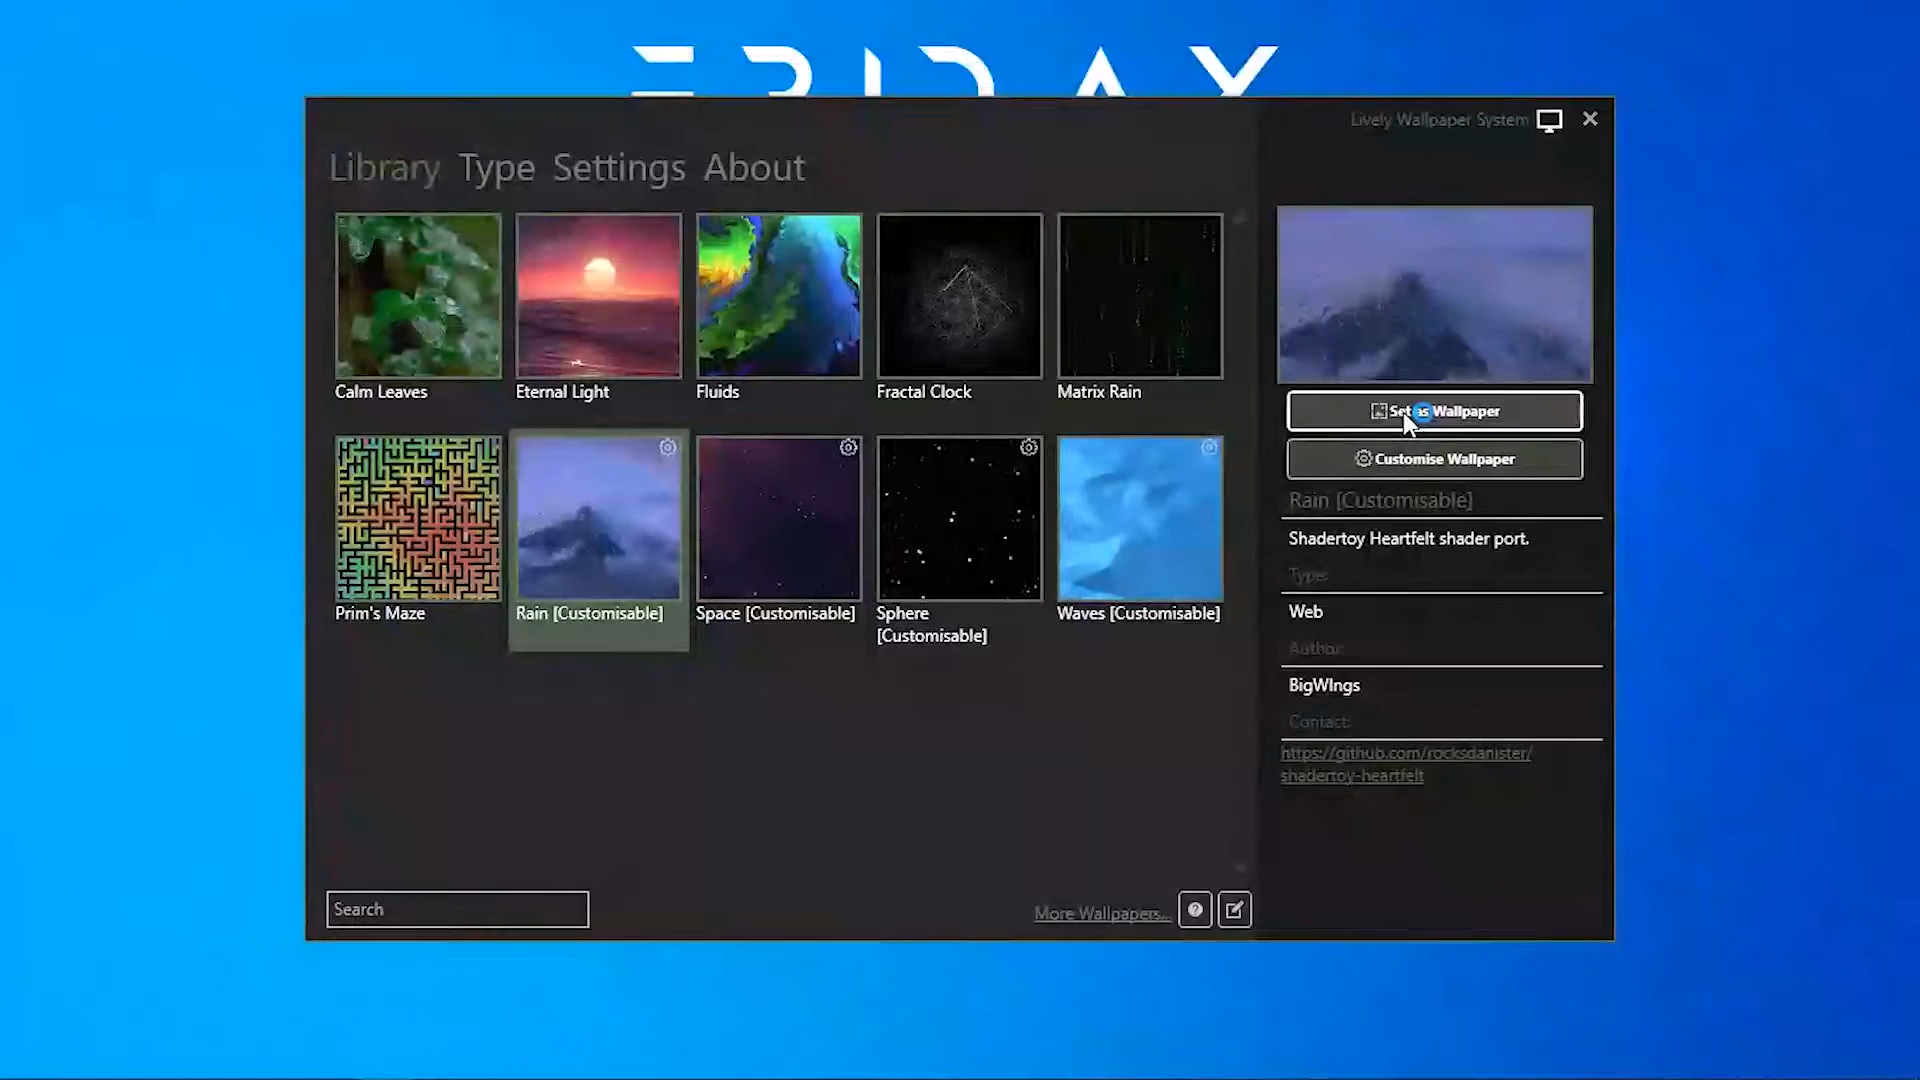 FRIDAY
Lively Wallpaper System
Library Type Settings About
Calm Leaves
Eternal Light
Fluids
Fractal Clock
Matrix Rain
Prim's Maze
Rain [Customisable]
Space [Customisable]
Sphere
[Customisable]
Waves [Customisable]
Search
More Wallpapers...
Set as Wallpaper
Customise Wallpaper
Rain [Customisable]
Shadertoy Heartfelt shader port.
Type:
Web
Author:
BigWIngs
Contact:
https://github.com/rocksdanister/
shadertoy-heartfelt